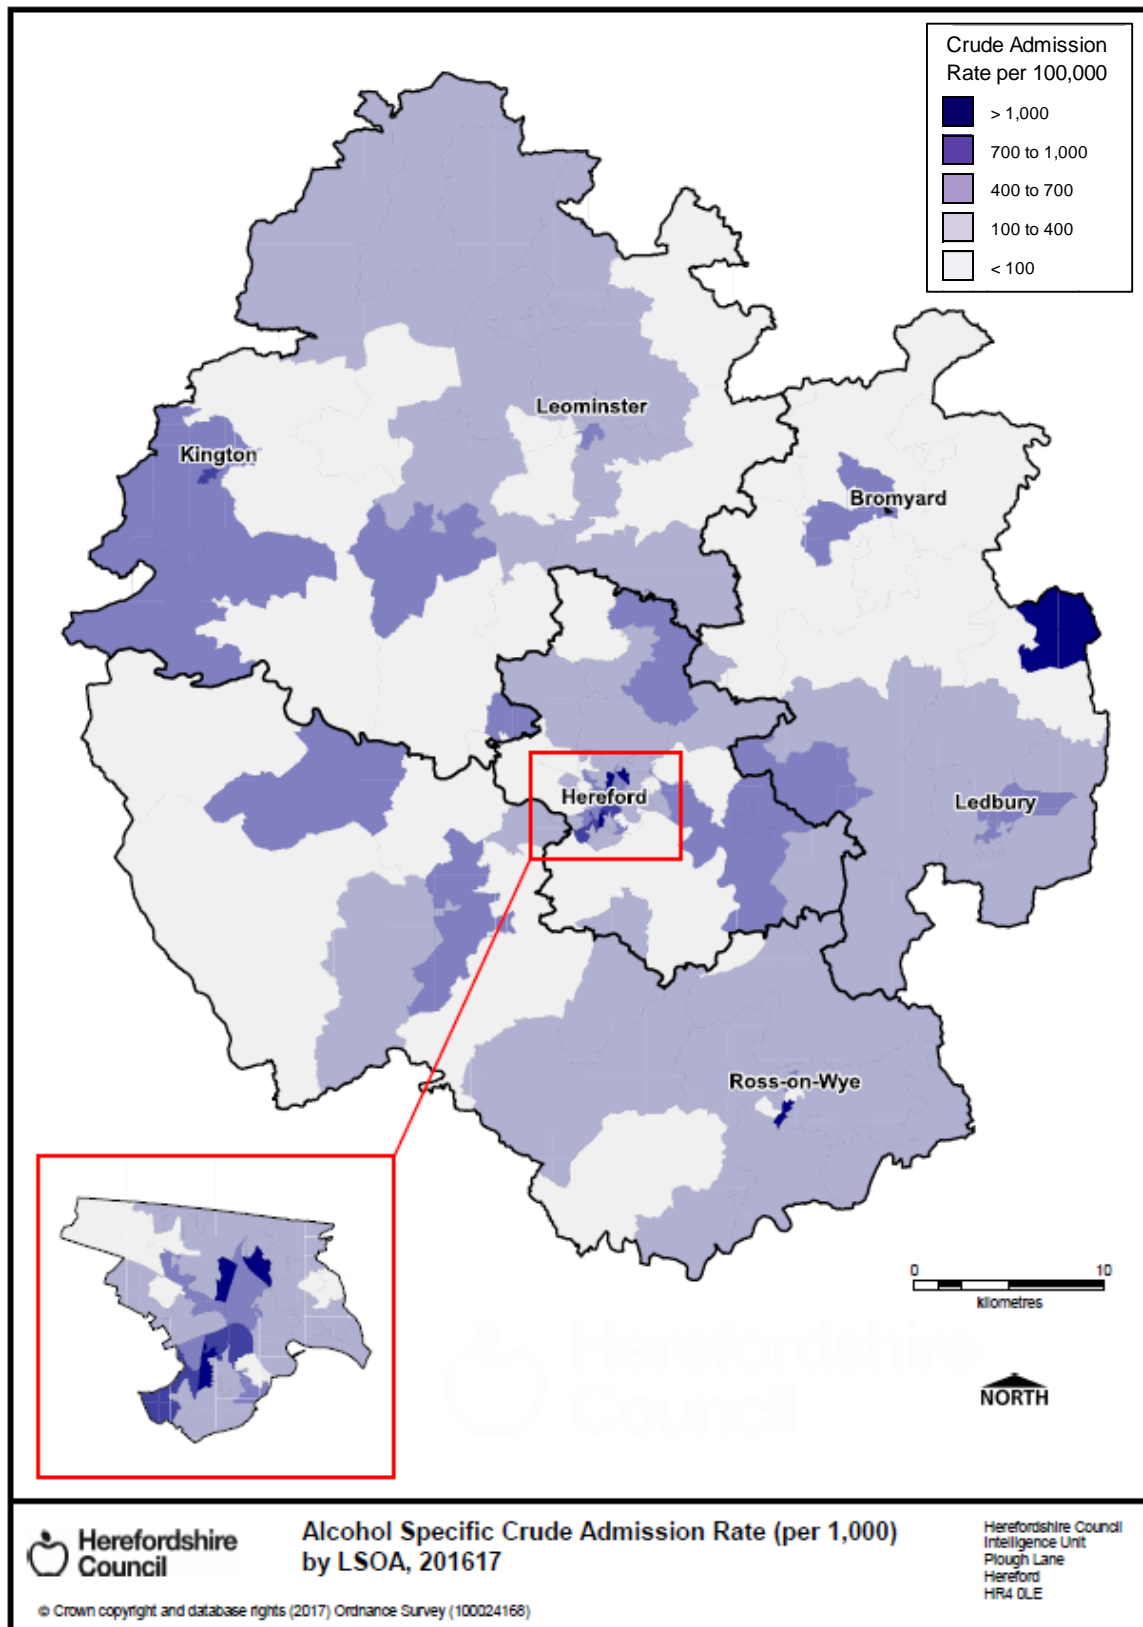 Crude Admission
Rate per 100,000
> 1,000
700 to 1,000
400 to 700
100 to 400
< 100
Leominster
Kington
Bromyard
Hereford
Ledbury
Ross-on-Wye
0 10
kilometres
Herefordshire
Council
NORTH
Herefordshire
Council
Alcohol Specific Crude Admission Rate (per 1,000)
by LSOA, 201617
Herefordshire Council
Intelligence Unit
Plough Lane
Hereford
HR4 0LE
© Crown copyright and database rights (2017) Ordnance Survey (100024168)